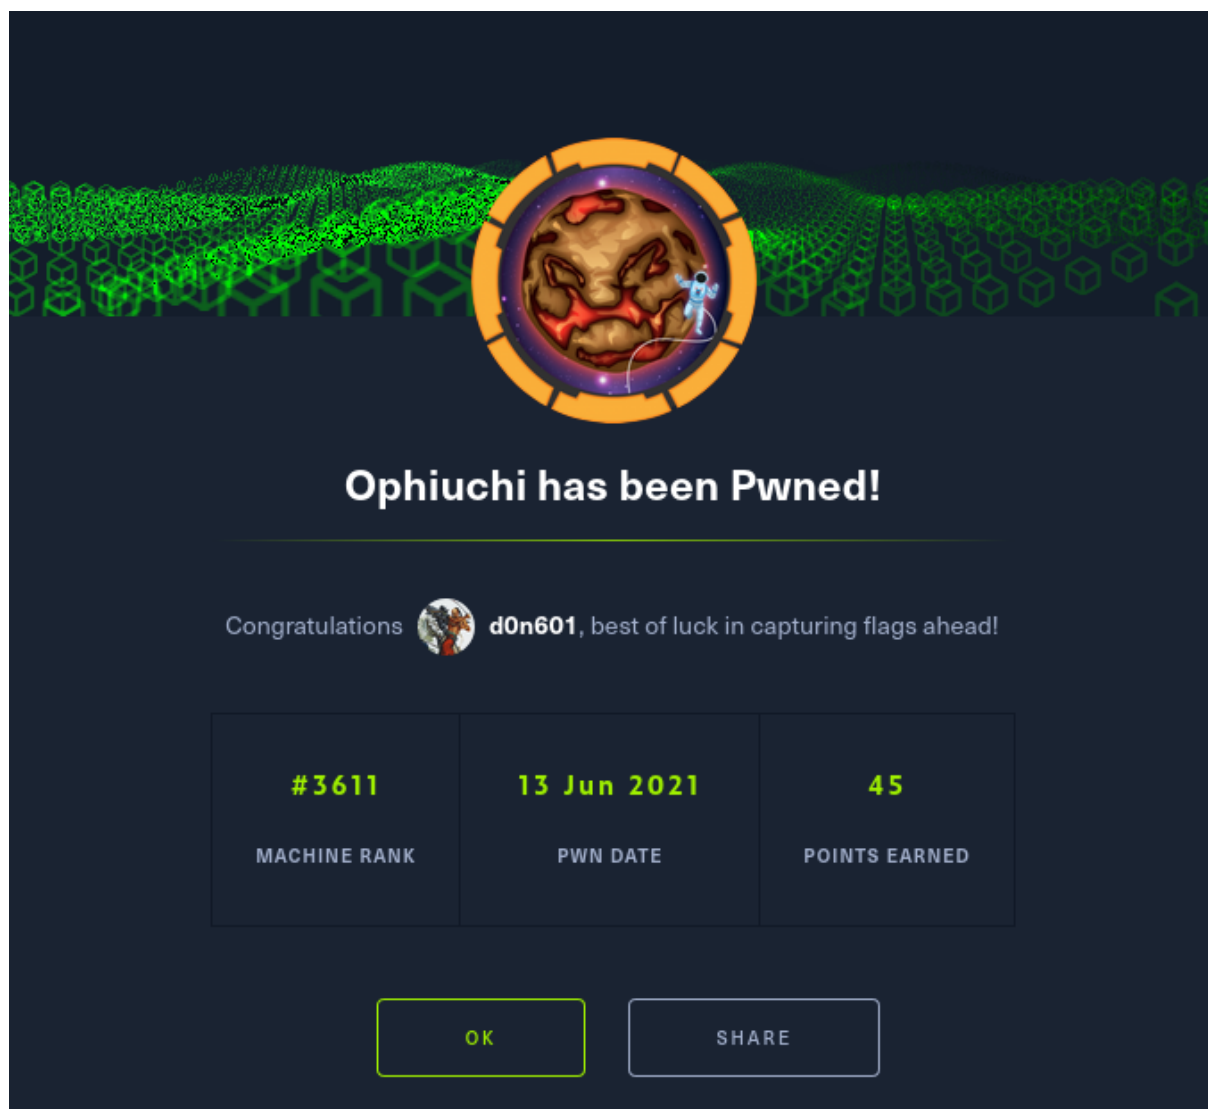 Ophiuchi has been Pwned!
Congratulations d0n601, best of luck in capturing flags ahead!
#3611 13 Jun 2021 45
MACHINE RANK PWN DATE POINTS EARNED
OK SHARE